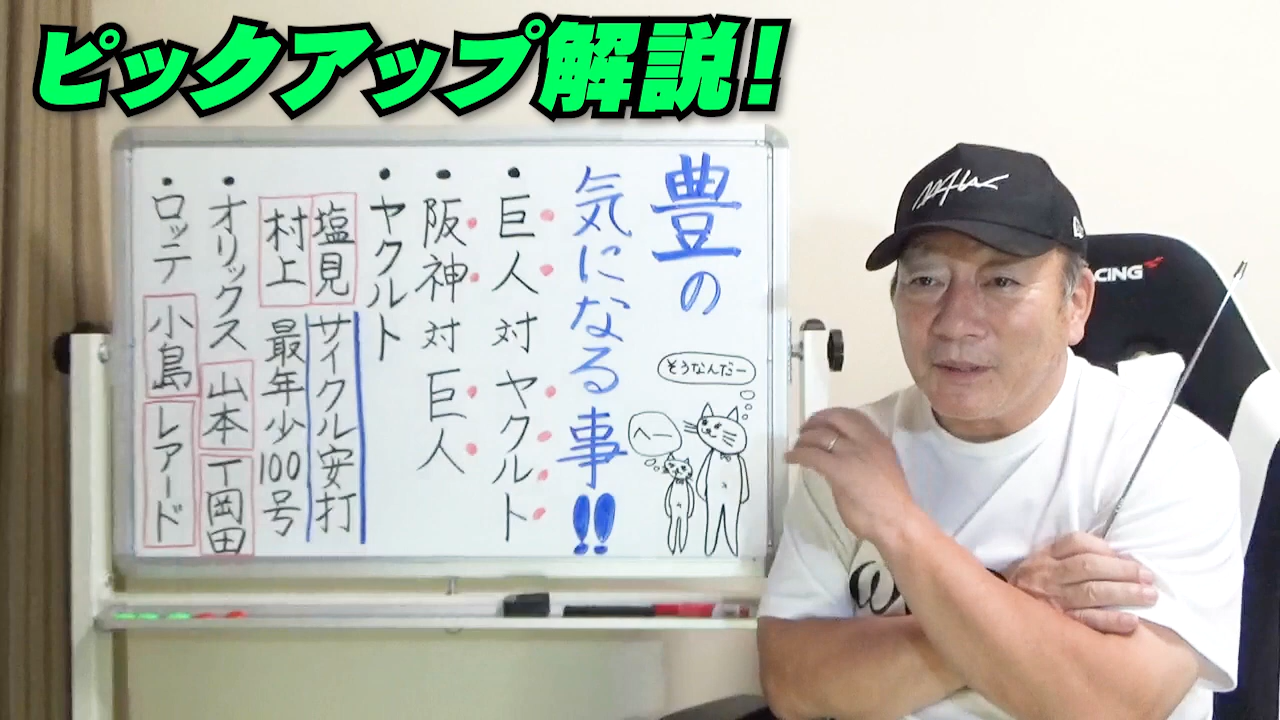 ピックアップ解説!
豊の
気になる事!!
・巨人対ヤクルト
・阪神対巨人
・ヤクルト
塩見 サイクル安打
村上 最年少100号
・オリックス 山本 T岡田
・ロッテ 小島 レアード
そうなんだー
へー
CING